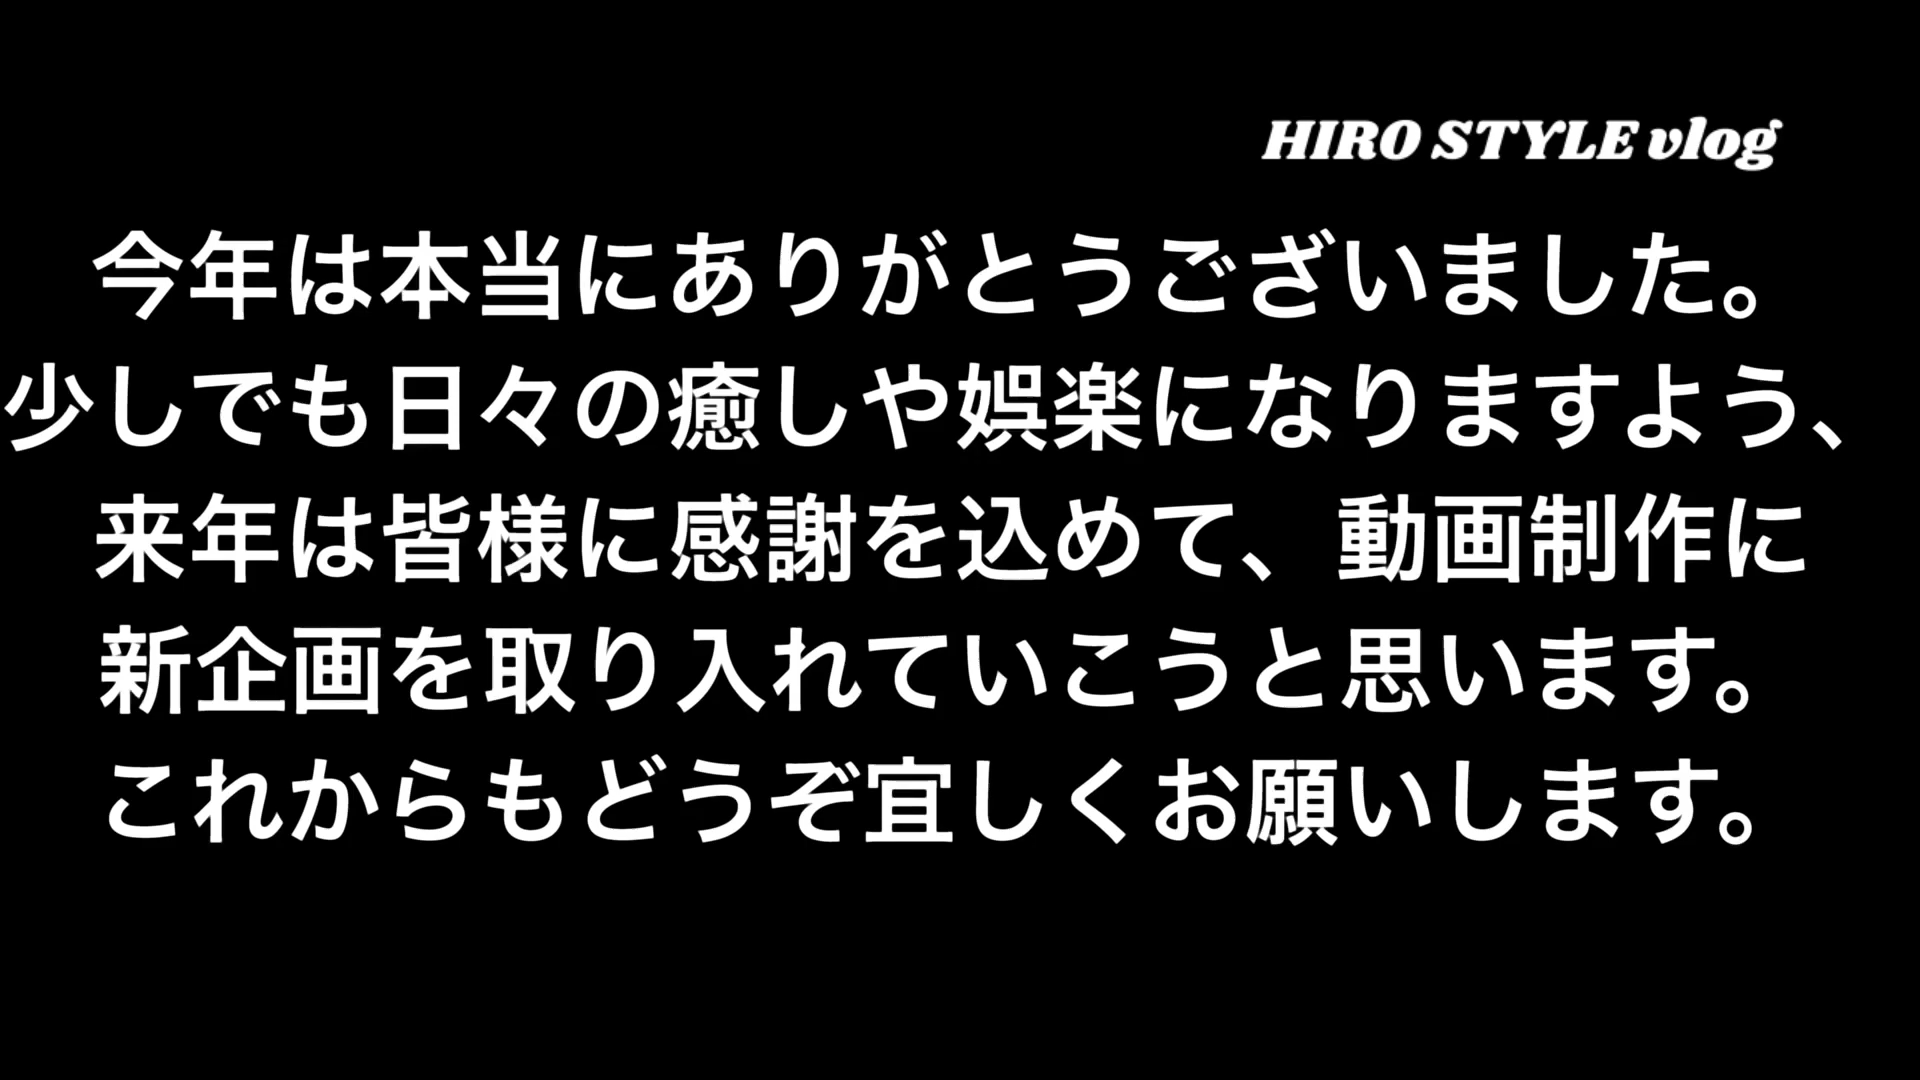 HIRO STYLE vlog
今年は本当にありがとうございました。
少しでも日々の癒しや娯楽になりますよう、
来年は皆様に感謝を込めて、動画制作に
新企画を取り入れていこうと思います。
これからもどうぞ宜しくお願いします。